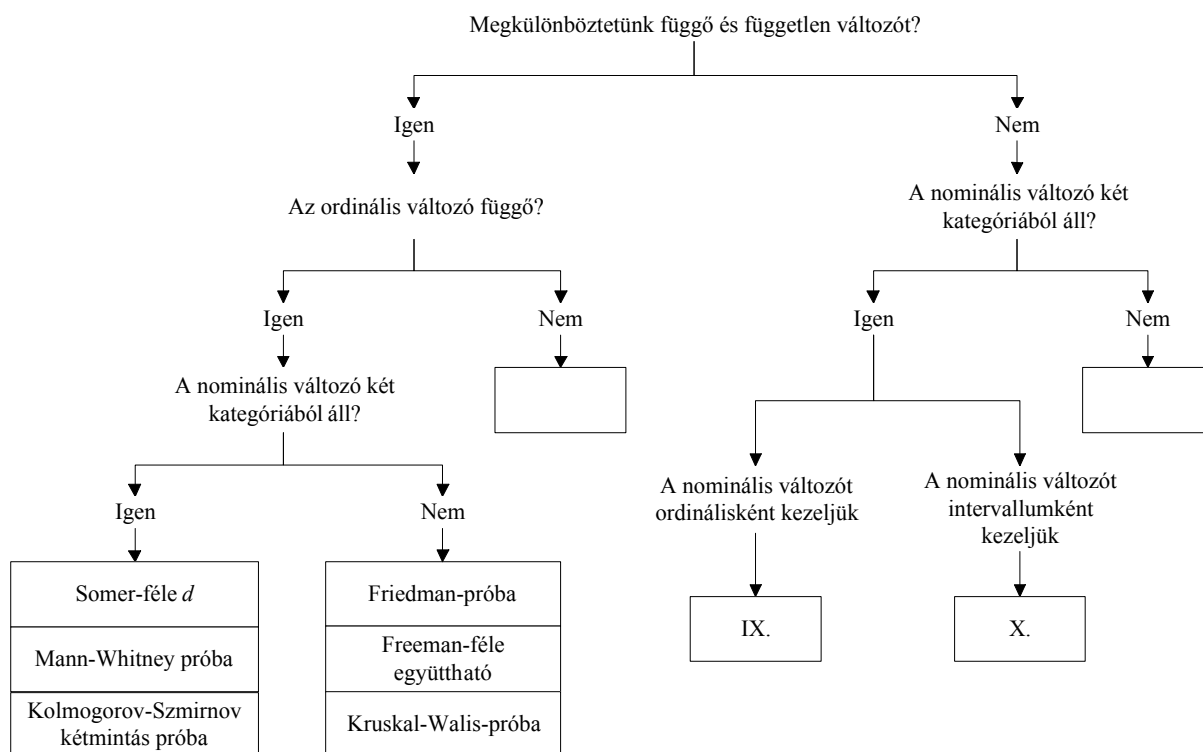 Megkülönböztetünk függő és független változót?
Igen
Nem
Az ordinális változó függő?
A nominális változó két
kategóriából áll?
Igen
Nem
Igen
Nem
A nominális változó két
kategóriából áll?
A nominális változót
ordinálisként kezeljük
A nominális változót
intervallumként
kezeljük
Igen
Nem
Somer-féle d
Friedman-próba
IX.
X.
Mann-Whitney próba
Freeman-féle
együttható
Kolmogorov-Szmirnov
kétmintás próba
Kruskal-Walis-próba